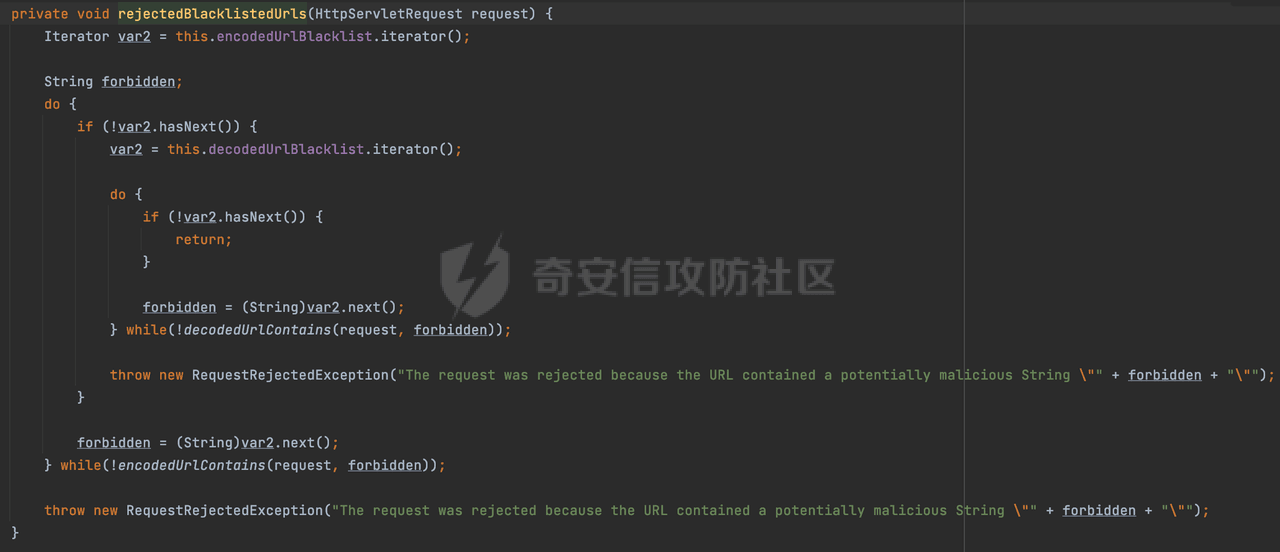 private void rejectedBlacklistedUrls(HttpServletRequest request) {
    Iterator var2 = this.encodedUrlBlacklist.iterator();
    String forbidden;
    do {
        if (!var2.hasNext()) {
            var2 = this.decodedUrlBlacklist.iterator();
            do {
                if (!var2.hasNext()) {
                    return;
                }
                forbidden = (String)var2.next();
            } while(!decodedUrlContains(request, forbidden));
            throw new RequestRejectedException("The request was rejected because the URL contained a potentially malicious String \"" + forbidden + "\"");
        }
        forbidden = (String)var2.next();
    } while(!encodedUrlContains(request, forbidden));
    throw new RequestRejectedException("The request was rejected because the URL contained a potentially malicious String \"" + forbidden + "\"");
}
奇安信攻防社区